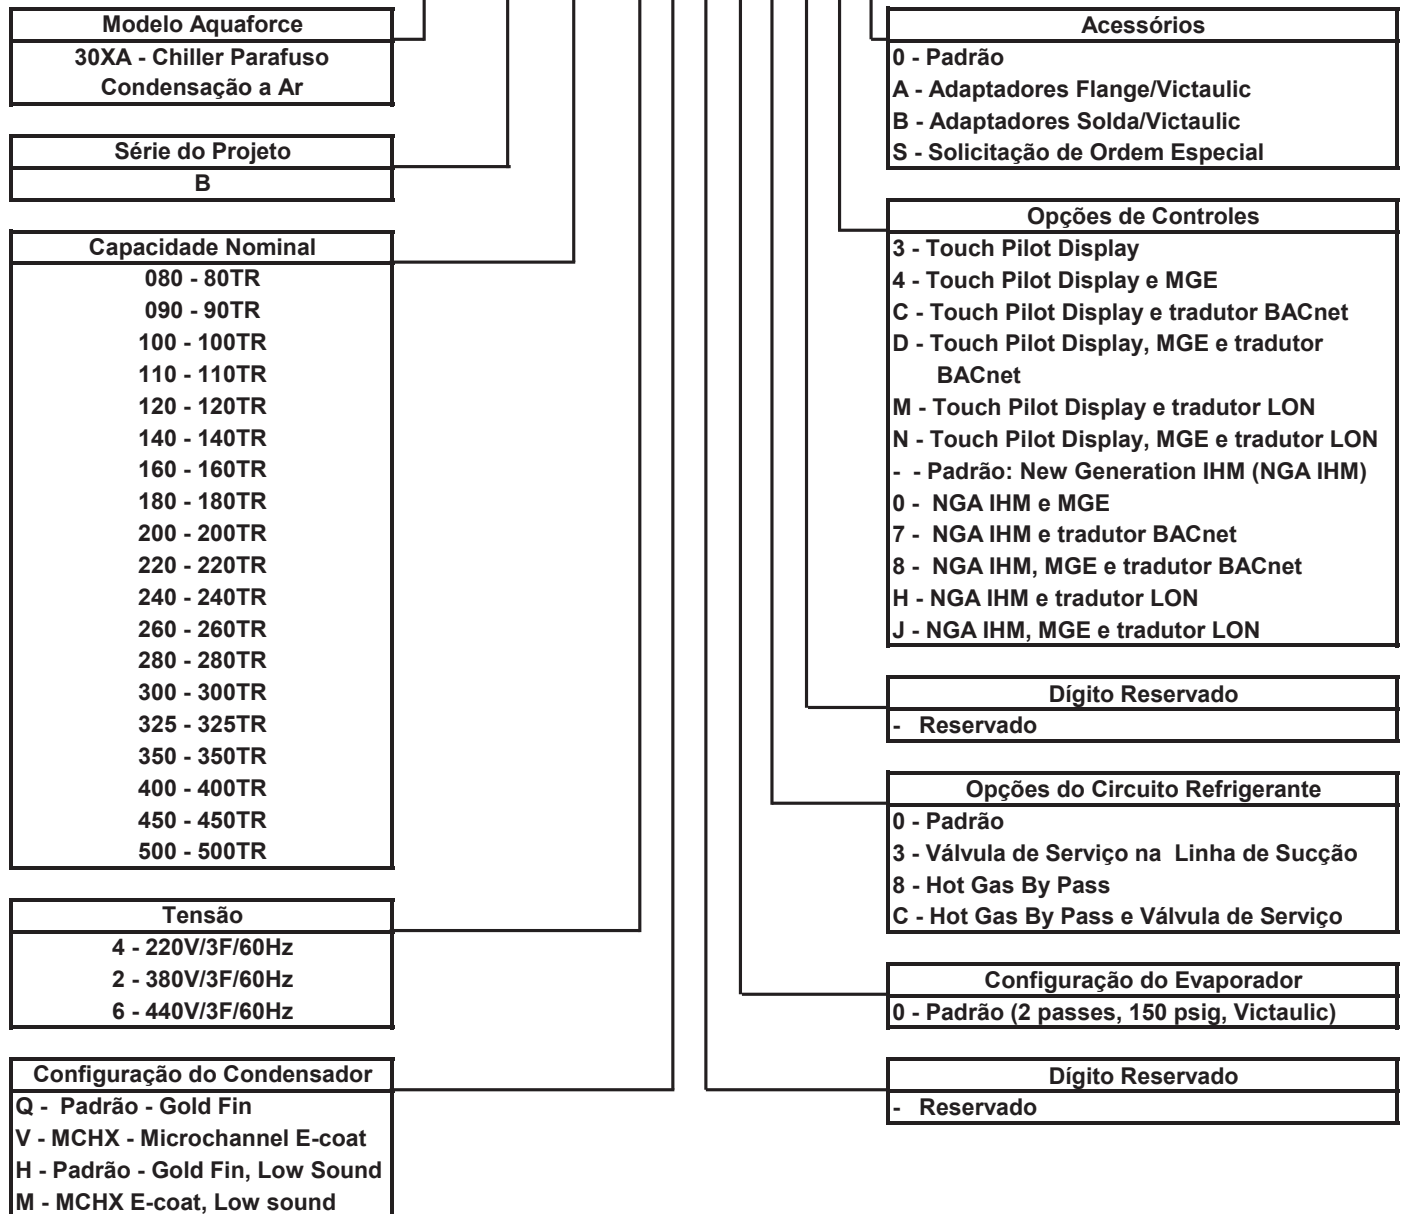 Modelo Aquaforce
30XA - Chiller Parafuso
Condensação a Ar
Série do Projeto
B
Capacidade Nominal
080 - 80TR
090 - 90TR
100 - 100TR
110 - 110TR
120 - 120TR
140 - 140TR
160 - 160TR
180 - 180TR
200 - 200TR
220 - 220TR
240 - 240TR
260 - 260TR
280 - 280TR
300 - 300TR
325 - 325TR
350 - 350TR
400 - 400TR
450 - 450TR
500 - 500TR
Tensão
4 - 220V/3F/60Hz
2 - 380V/3F/60Hz
6 - 440V/3F/60Hz
Configuração do Condensador
Q - Padrão - Gold Fin
V - MCHX - Microchannel E-coat
H - Padrão - Gold Fin, Low Sound
M - MCHX E-coat, Low sound
Acessórios
0 - Padrão
A - Adaptadores Flange/Victaulic
B - Adaptadores Solda/Victaulic
S - Solicitação de Ordem Especial
Opções de Controles
3 - Touch Pilot Display
4 - Touch Pilot Display e MGE
C - Touch Pilot Display e tradutor BACnet
D - Touch Pilot Display, MGE e tradutor
BACnet
M - Touch Pilot Display e tradutor LON
N - Touch Pilot Display, MGE e tradutor LON
- - Padrão: New Generation IHM (NGA IHM)
0 - NGA IHM e MGE
7 - NGA IHM e tradutor BACnet
8 - NGA IHM, MGE e tradutor BACnet
H - NGA IHM e tradutor LON
J - NGA IHM, MGE e tradutor LON
Dígito Reservado
- Reservado
Opções do Circuito Refrigerante
0 - Padrão
3 - Válvula de Serviço na Linha de Sucção
8 - Hot Gas By Pass
C - Hot Gas By Pass e Válvula de Serviço
Configuração do Evaporador
0 - Padrão (2 passes, 150 psig, Victaulic)
Dígito Reservado
- Reservado